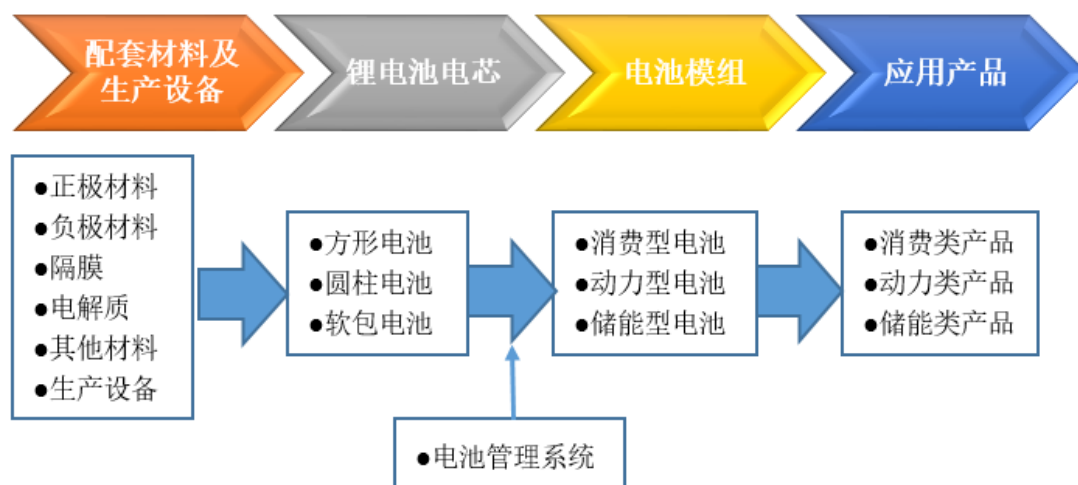 配套材料及
生产设备
锂电池电芯
电池模组
应用产品
●正极材料
●负极材料
●隔膜
●电解质
●其他材料
●生产设备
●方形电池
●圆柱电池
●软包电池
●消费型电池
●动力型电池
●储能型电池
●消费类产品
●动力类产品
●储能类产品
●电池管理系统